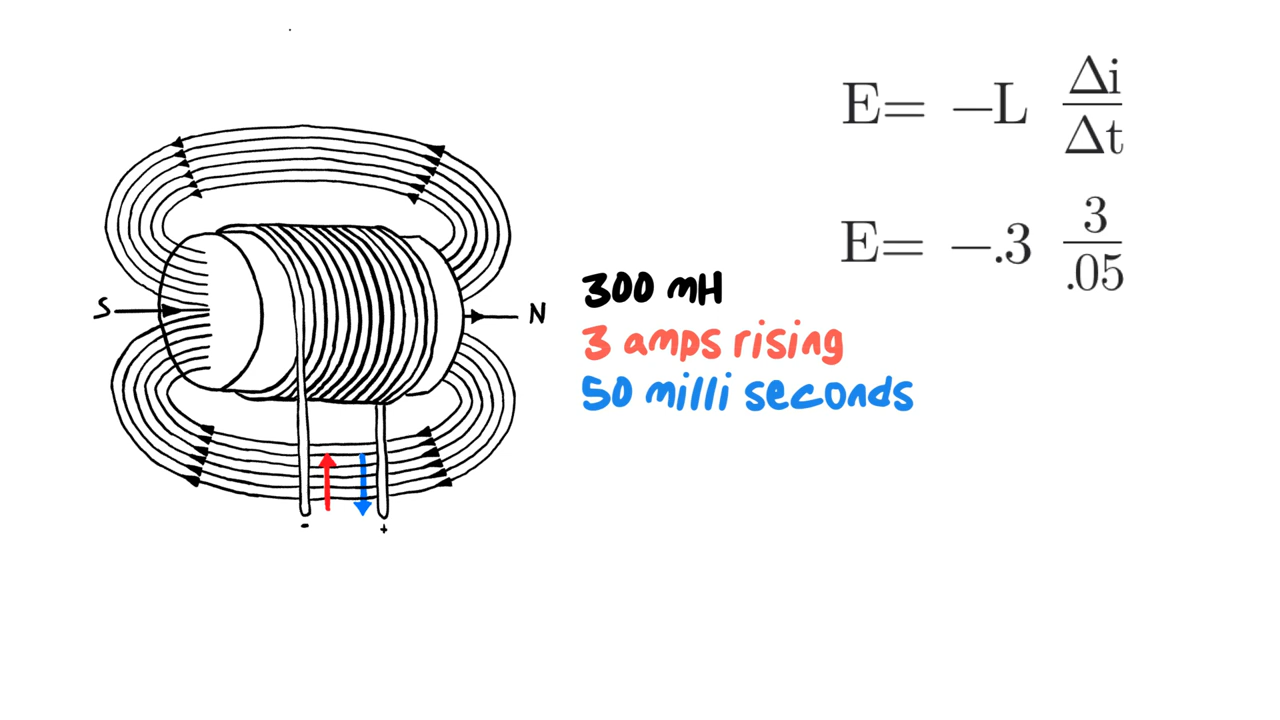 E= −L Δi/Δt
E= −.3 3/.05
300 mH
3 amps rising
50 milli seconds
S
N
- +